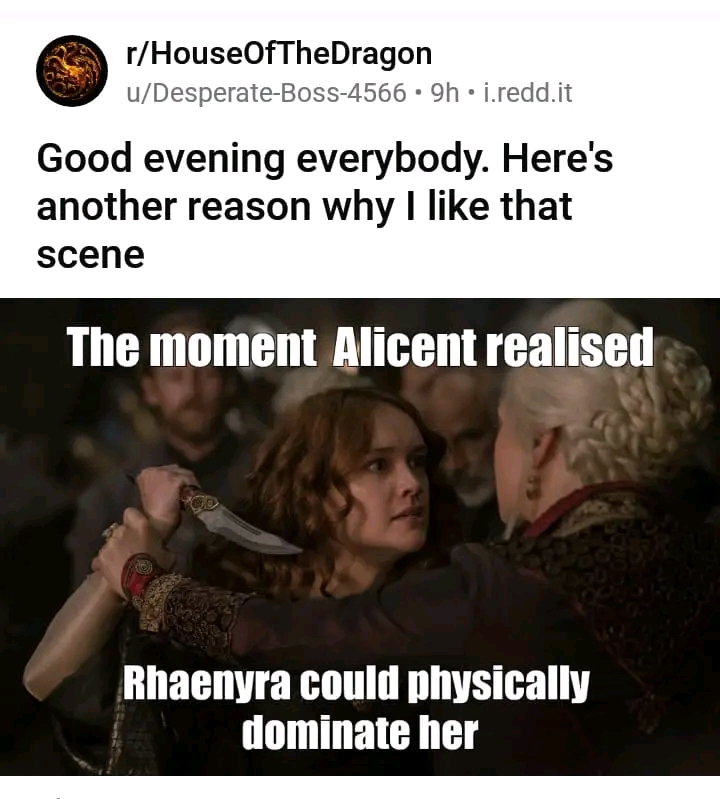 r/HouseOfTheDragon
u/Desperate-Boss-4566 • 9h • i.redd.it
Good evening everybody. Here's
another reason why I like that
scene
The moment Alicent realised
Rhaenyra could physically
dominate her